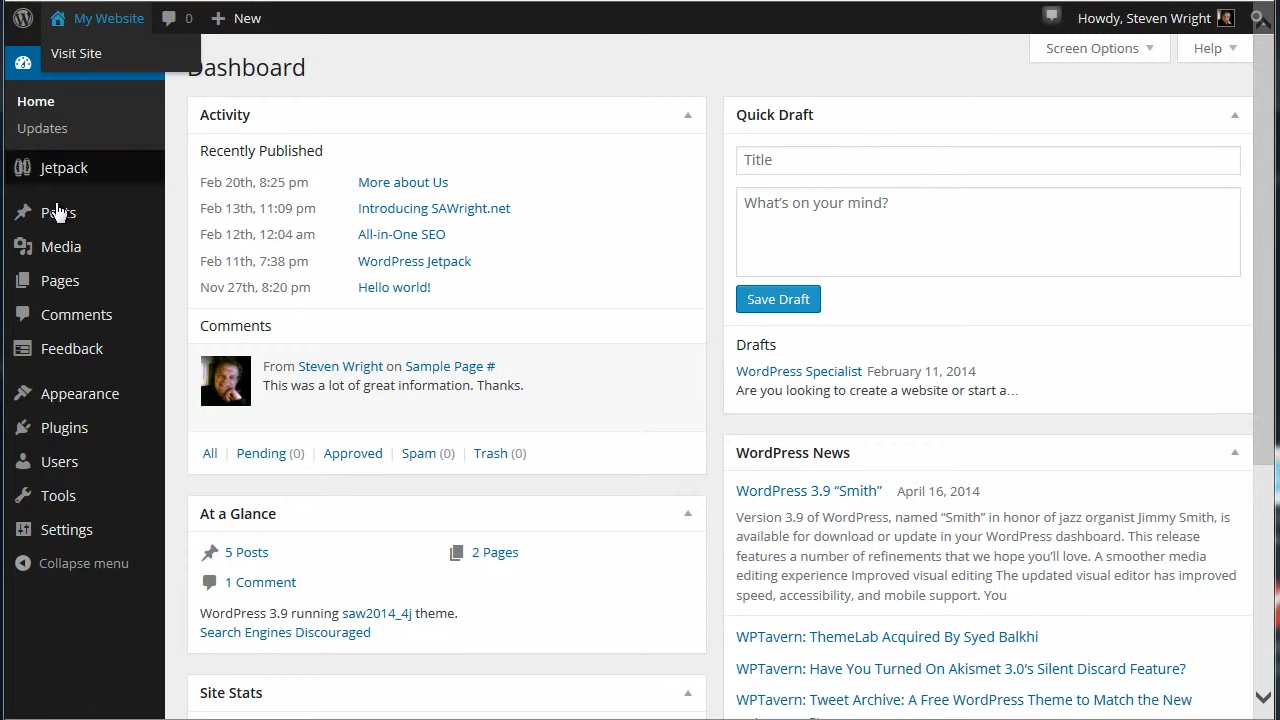 My Website
0
New
Howdy, Steven Wright
Visit Site
Screen Options
Help
Dashboard
Home
Updates
Jetpack
Posts
Media
Pages
Comments
Feedback
Appearance
Plugins
Users
Tools
Settings
Collapse menu
Activity
Recently Published
Feb 20th, 8:25 pm More about Us
Feb 13th, 11:09 pm Introducing SAWright.net
Feb 12th, 12:04 am All-in-One SEO
Feb 11th, 7:38 pm WordPress Jetpack
Nov 27th, 8:20 pm Hello world!
Comments
From Steven Wright on Sample Page #
This was a lot of great information. Thanks.
All | Pending (0) | Approved | Spam (0) | Trash (0)
At a Glance
5 Posts 2 Pages
1 Comment
WordPress 3.9 running saw2014_4j theme.
Search Engines Discouraged
Site Stats
Quick Draft
Title
What's on your mind?
Save Draft
Drafts
WordPress Specialist February 11, 2014
Are you looking to create a website or start a…
WordPress News
WordPress 3.9 “Smith” April 16, 2014
Version 3.9 of WordPress, named “Smith” in honor of jazz organist Jimmy Smith, is
available for download or update in your WordPress dashboard. This release
features a number of refinements that we hope you'll love. A smoother media
editing experience Improved visual editing The updated visual editor has improved
speed, accessibility, and mobile support. You
WPTavern: ThemeLab Acquired By Syed Balkhi
WPTavern: Have You Turned On Akismet 3.0's Silent Discard Feature?
WPTavern: Tweet Archive: A Free WordPress Theme to Match the New